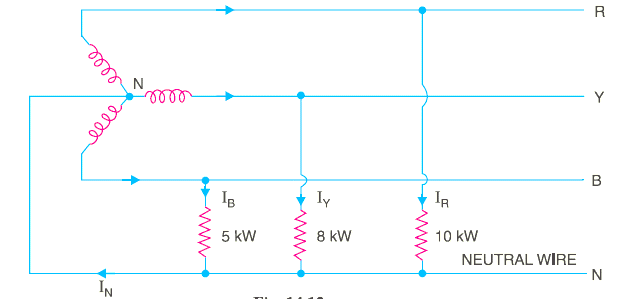 R
N
Y
B
I_B
I_Y
I_R
5 kW
8 kW
10 kW
NEUTRAL WIRE
N
I_N